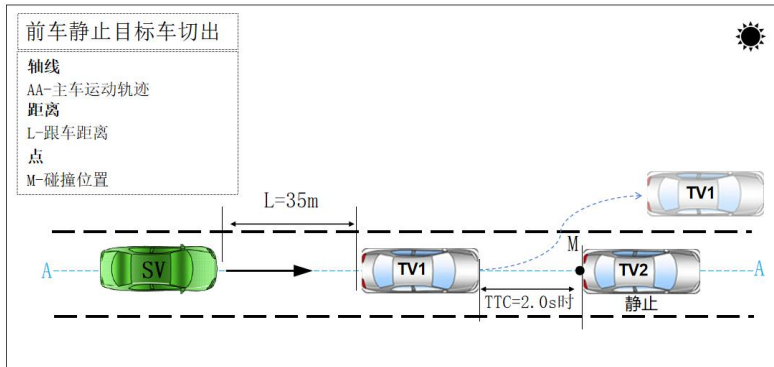 前车静止目标车切出
轴线
AA-主车运动轨迹
距离
L-跟车距离
点
M-碰撞位置
L=35m
TV1
M
A
SV
TV1
TV2
A
TTC=2.0s时
静止